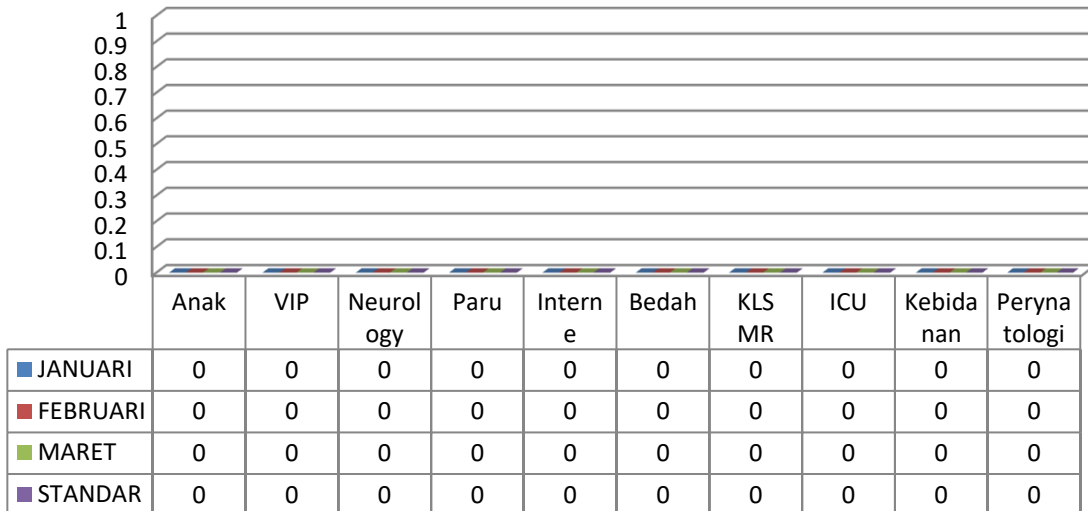 1
0.9
0.8
0.7
0.6
0.5
0.4
0.3
0.2
0.1
0
Anak VIP Neurol Paru Intern Bedah KLS ICU Kebida Peryna
ogy e MR nan tologi
JANUARI 0 0 0 0 0 0 0 0 0 0
FEBRUARI 0 0 0 0 0 0 0 0 0 0
MARET 0 0 0 0 0 0 0 0 0 0
STANDAR 0 0 0 0 0 0 0 0 0 0